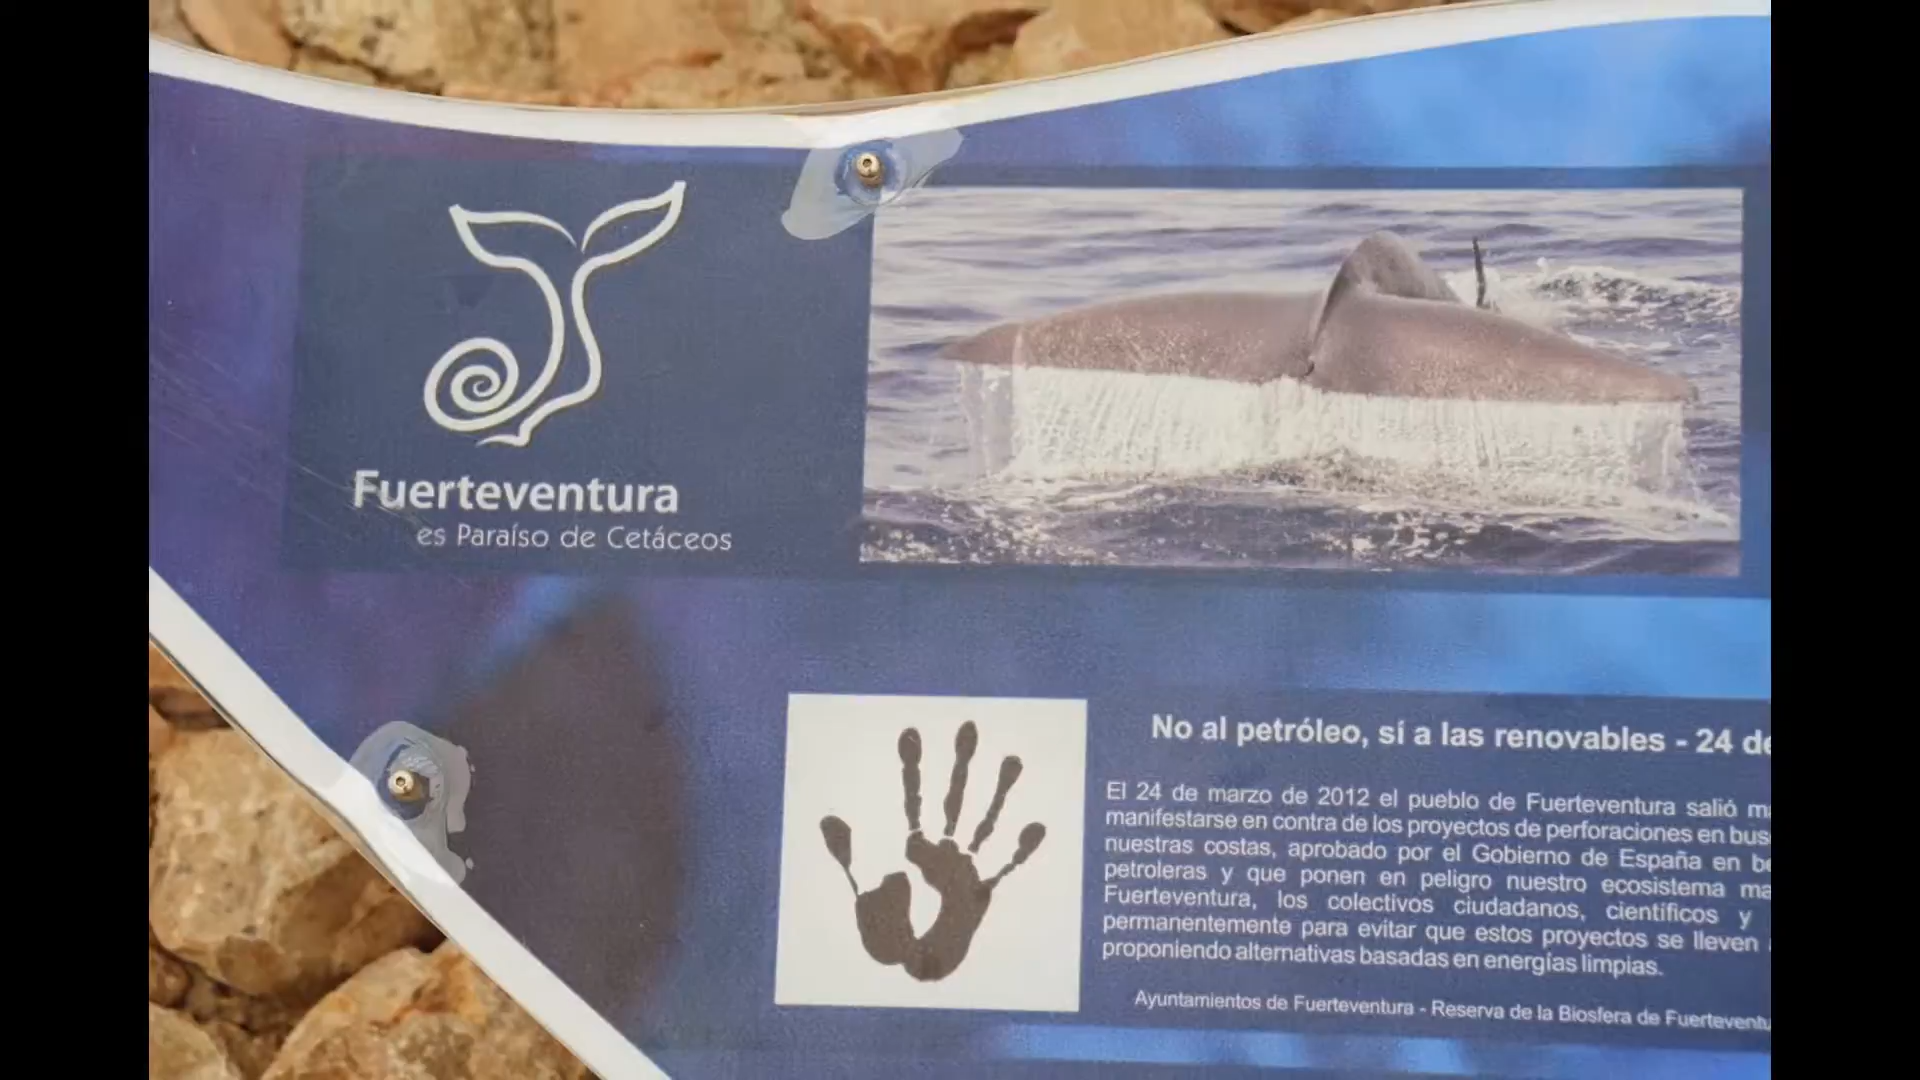 Fuerteventura
es Paraíso de Cetáceos
No al petróleo, sí a las renovables - 24 de
El 24 de marzo de 2012 el pueblo de Fuerteventura salió
manifestarse en contra de los proyectos de perforaciones en
nuestras costas, aprobado por el Gobierno de España en
petroleras y que ponen en peligro nuestro ecosistema
Fuerteventura, los colectivos ciudadanos, científicos y
permanentemente para evitar que estos proyectos se lleven
proponiendo alternativas basadas en energías limpias.
Ayuntamientos de Fuerteventura - Reserva de la Biosfera de